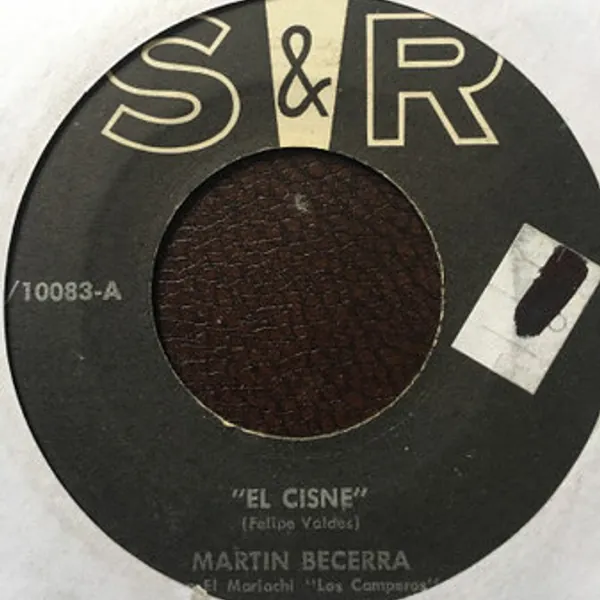 S & R
/10083-A
"EL CISNE"
(Felipe Valdes)
MARTIN BECERRA
El Mariachi "Los Camperos"